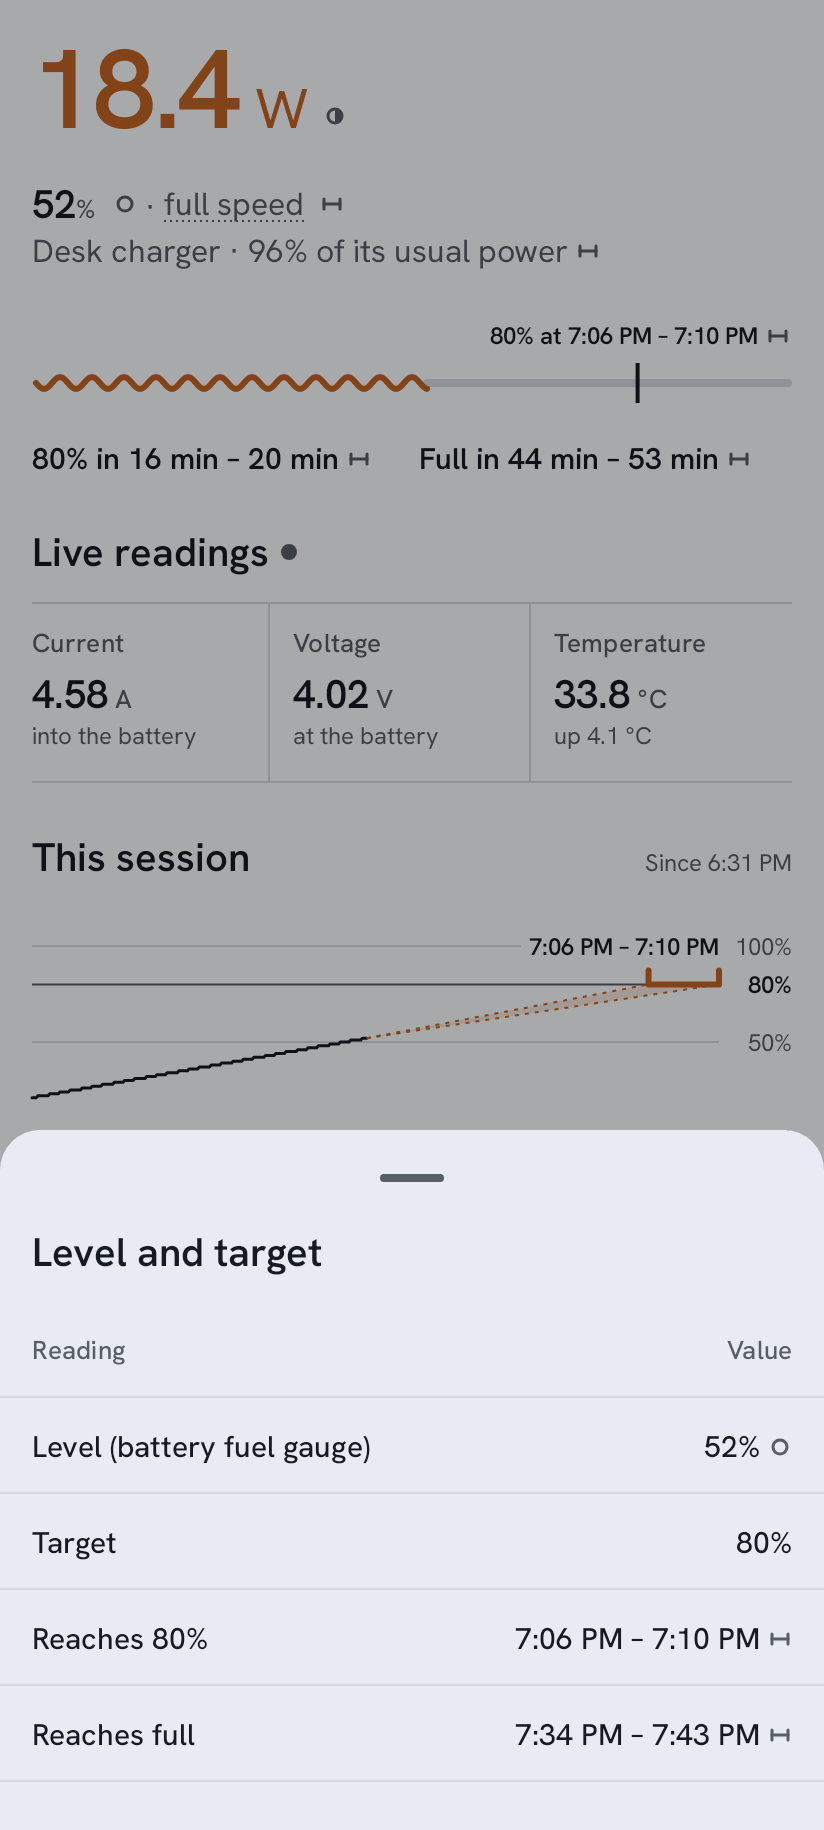 18.4 W
52% · full speed
Desk charger · 96% of its usual power
80% at 7:06 PM – 7:10 PM
80% in 16 min – 20 min Full in 44 min – 53 min
Live readings
Current Voltage Temperature
4.58 A 4.02 V 33.8 °C
into the battery at the battery up 4.1 °C
This session Since 6:31 PM
7:06 PM – 7:10 PM 100%
80%
50%
Level and target
Reading Value
Level (battery fuel gauge) 52%
Target 80%
Reaches 80% 7:06 PM – 7:10 PM
Reaches full 7:34 PM – 7:43 PM